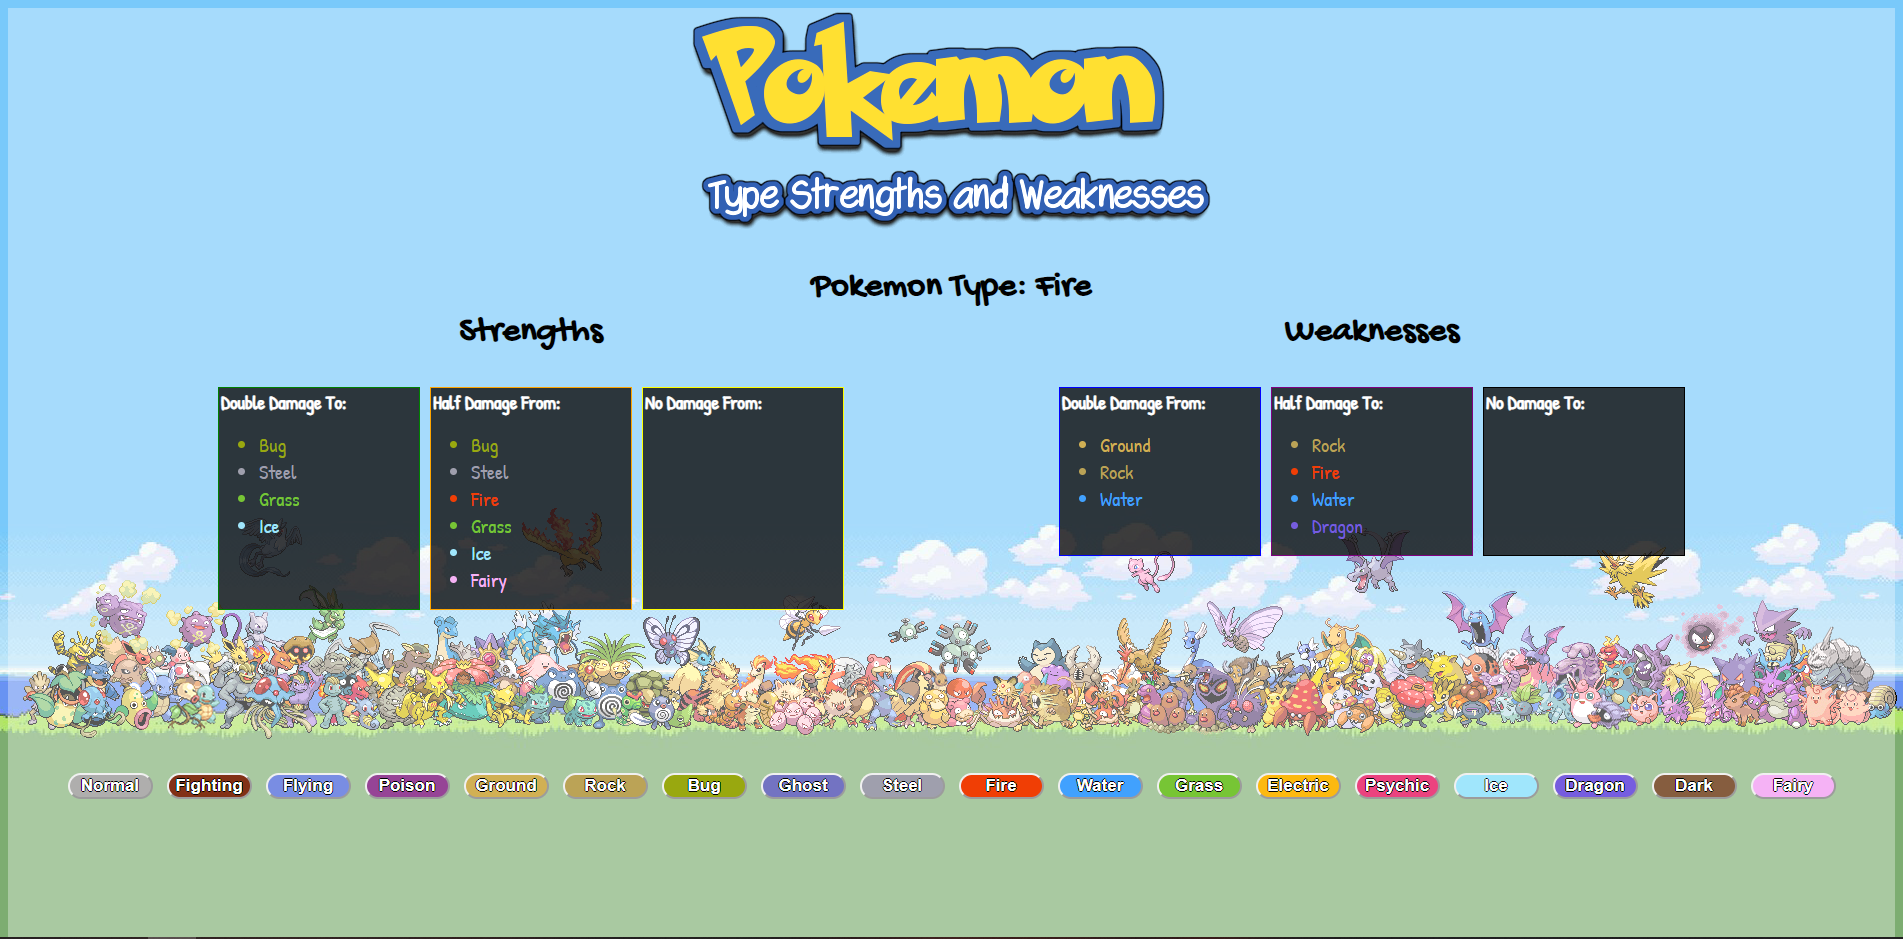 Pokemon
Type Strengths and Weaknesses
Pokemon Type: Fire
Strengths
Double Damage To:
Bug
Steel
Grass
Ice
Half Damage From:
Bug
Steel
Fire
Grass
Ice
Fairy
No Damage From:
Weaknesses
Double Damage From:
Ground
Rock
Water
Half Damage To:
Rock
Fire
Water
Dragon
No Damage To:
Normal Fighting Flying Poison Ground Rock Bug Ghost Steel Fire Water Grass Electric Psychic Ice Dragon Dark Fairy